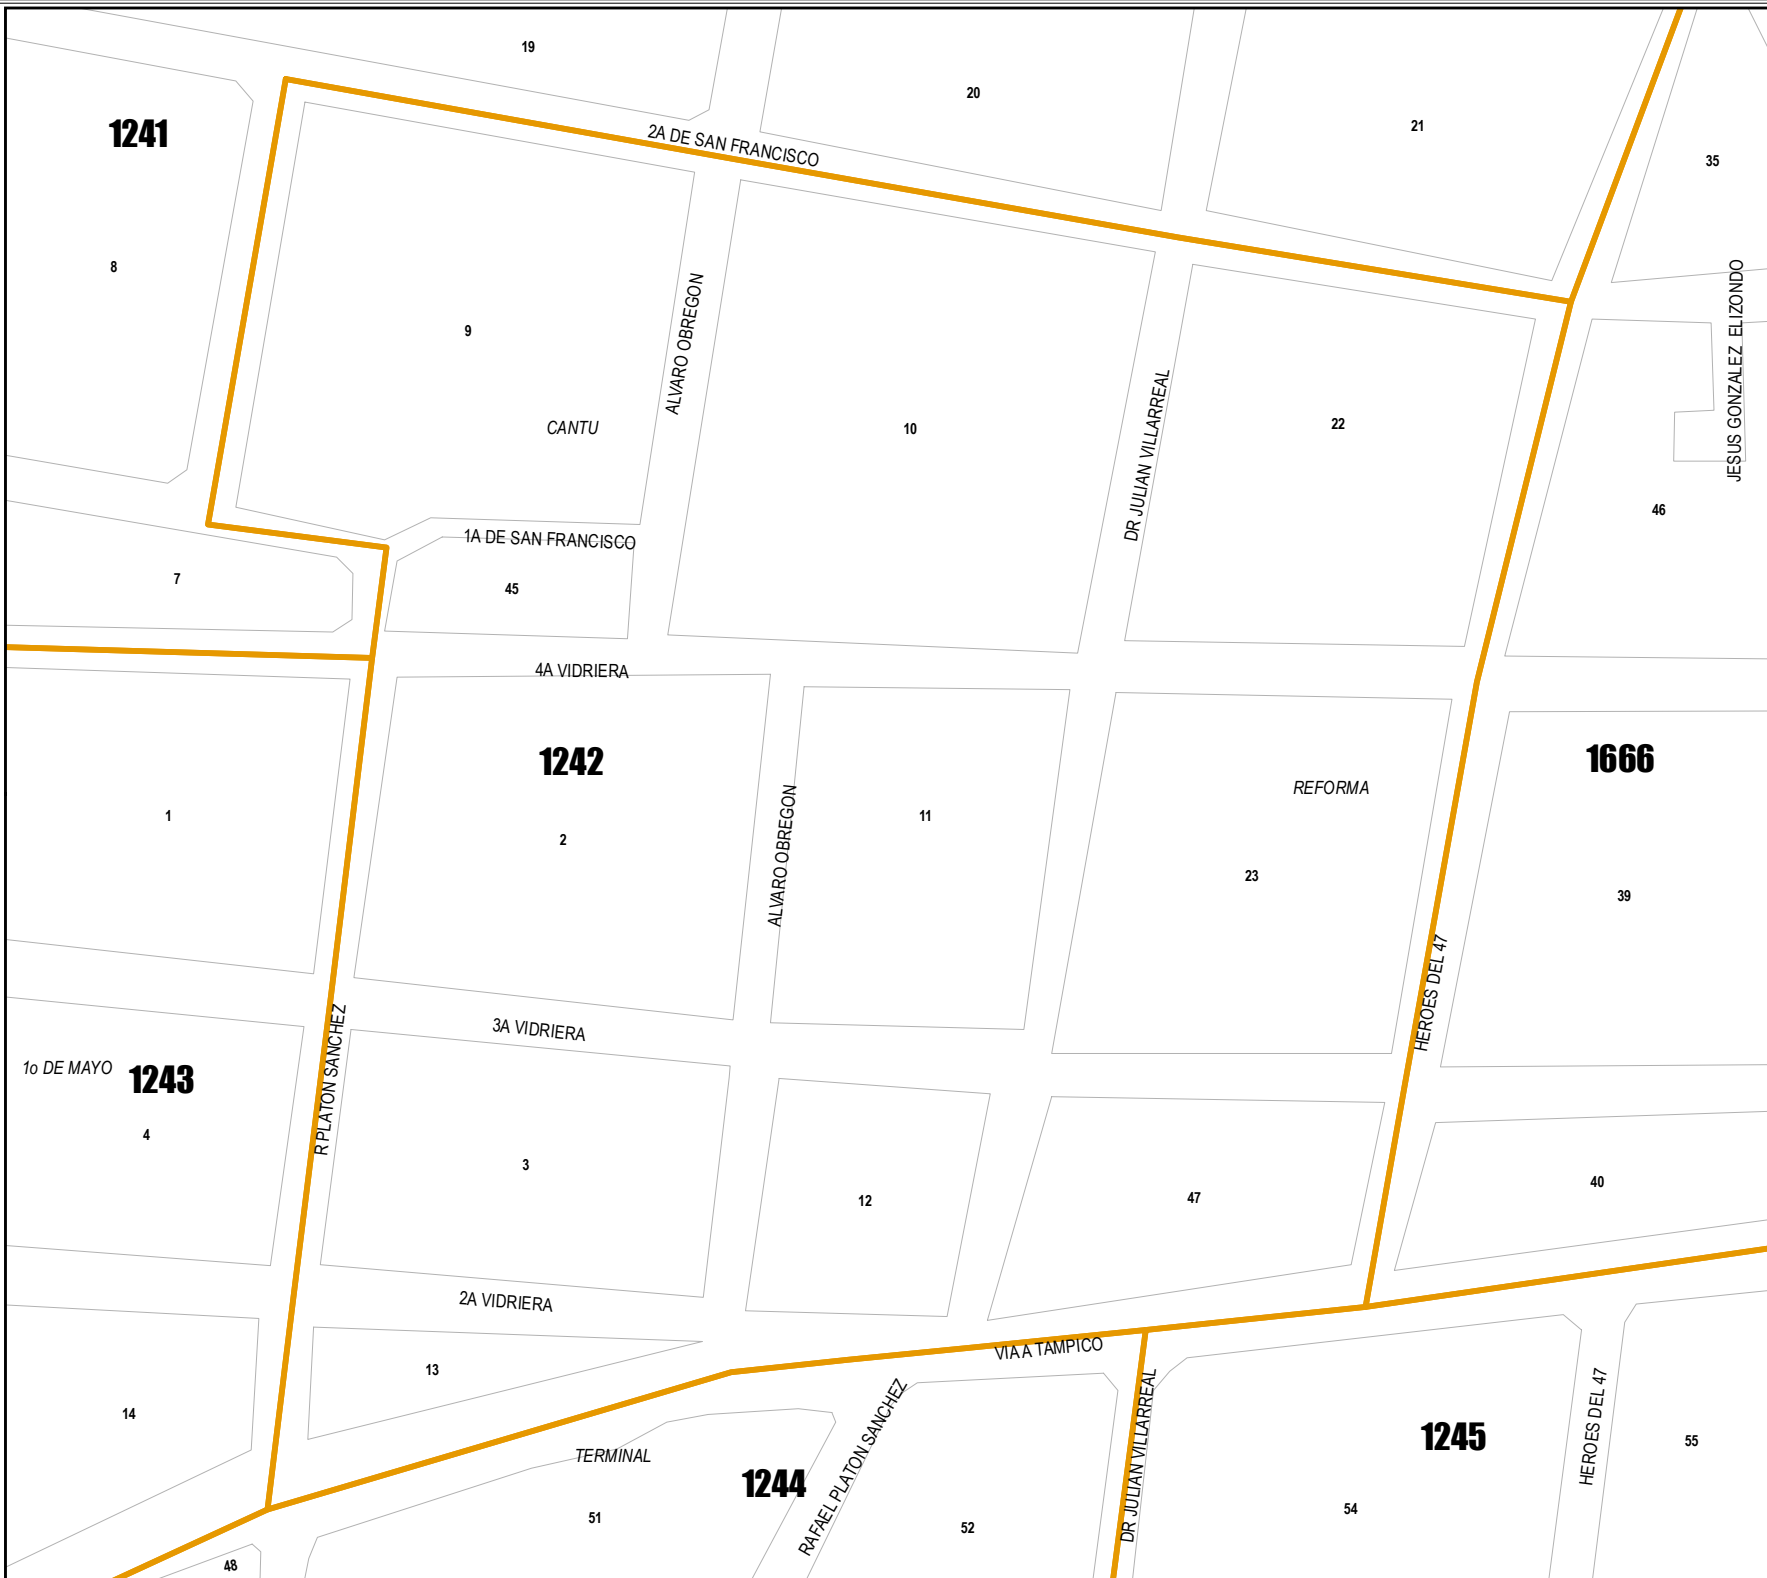 19
20
21
1241
2A DE SAN FRANCISCO
35
8
9
ALVARO OBREGON
JESUS GONZALEZ ELIZONDO
CANTU
10
DR JULIAN VILLARREAL
22
46
1A DE SAN FRANCISCO
7
45
4A VIDRIERA
1242
1666
REFORMA
1
2
ALVARO OBREGON
11
23
39
3A VIDRIERA
HEROES DEL 47
R PLATON SANCHEZ
1o DE MAYO
1243
4
3
12
47
40
2A VIDRIERA
VIA A TAMPICO
13
14
RAFAEL PLATON SANCHEZ
DR JULIAN VILLARREAL
HEROES DEL 47
1245
55
TERMINAL
1244
51
52
54
48